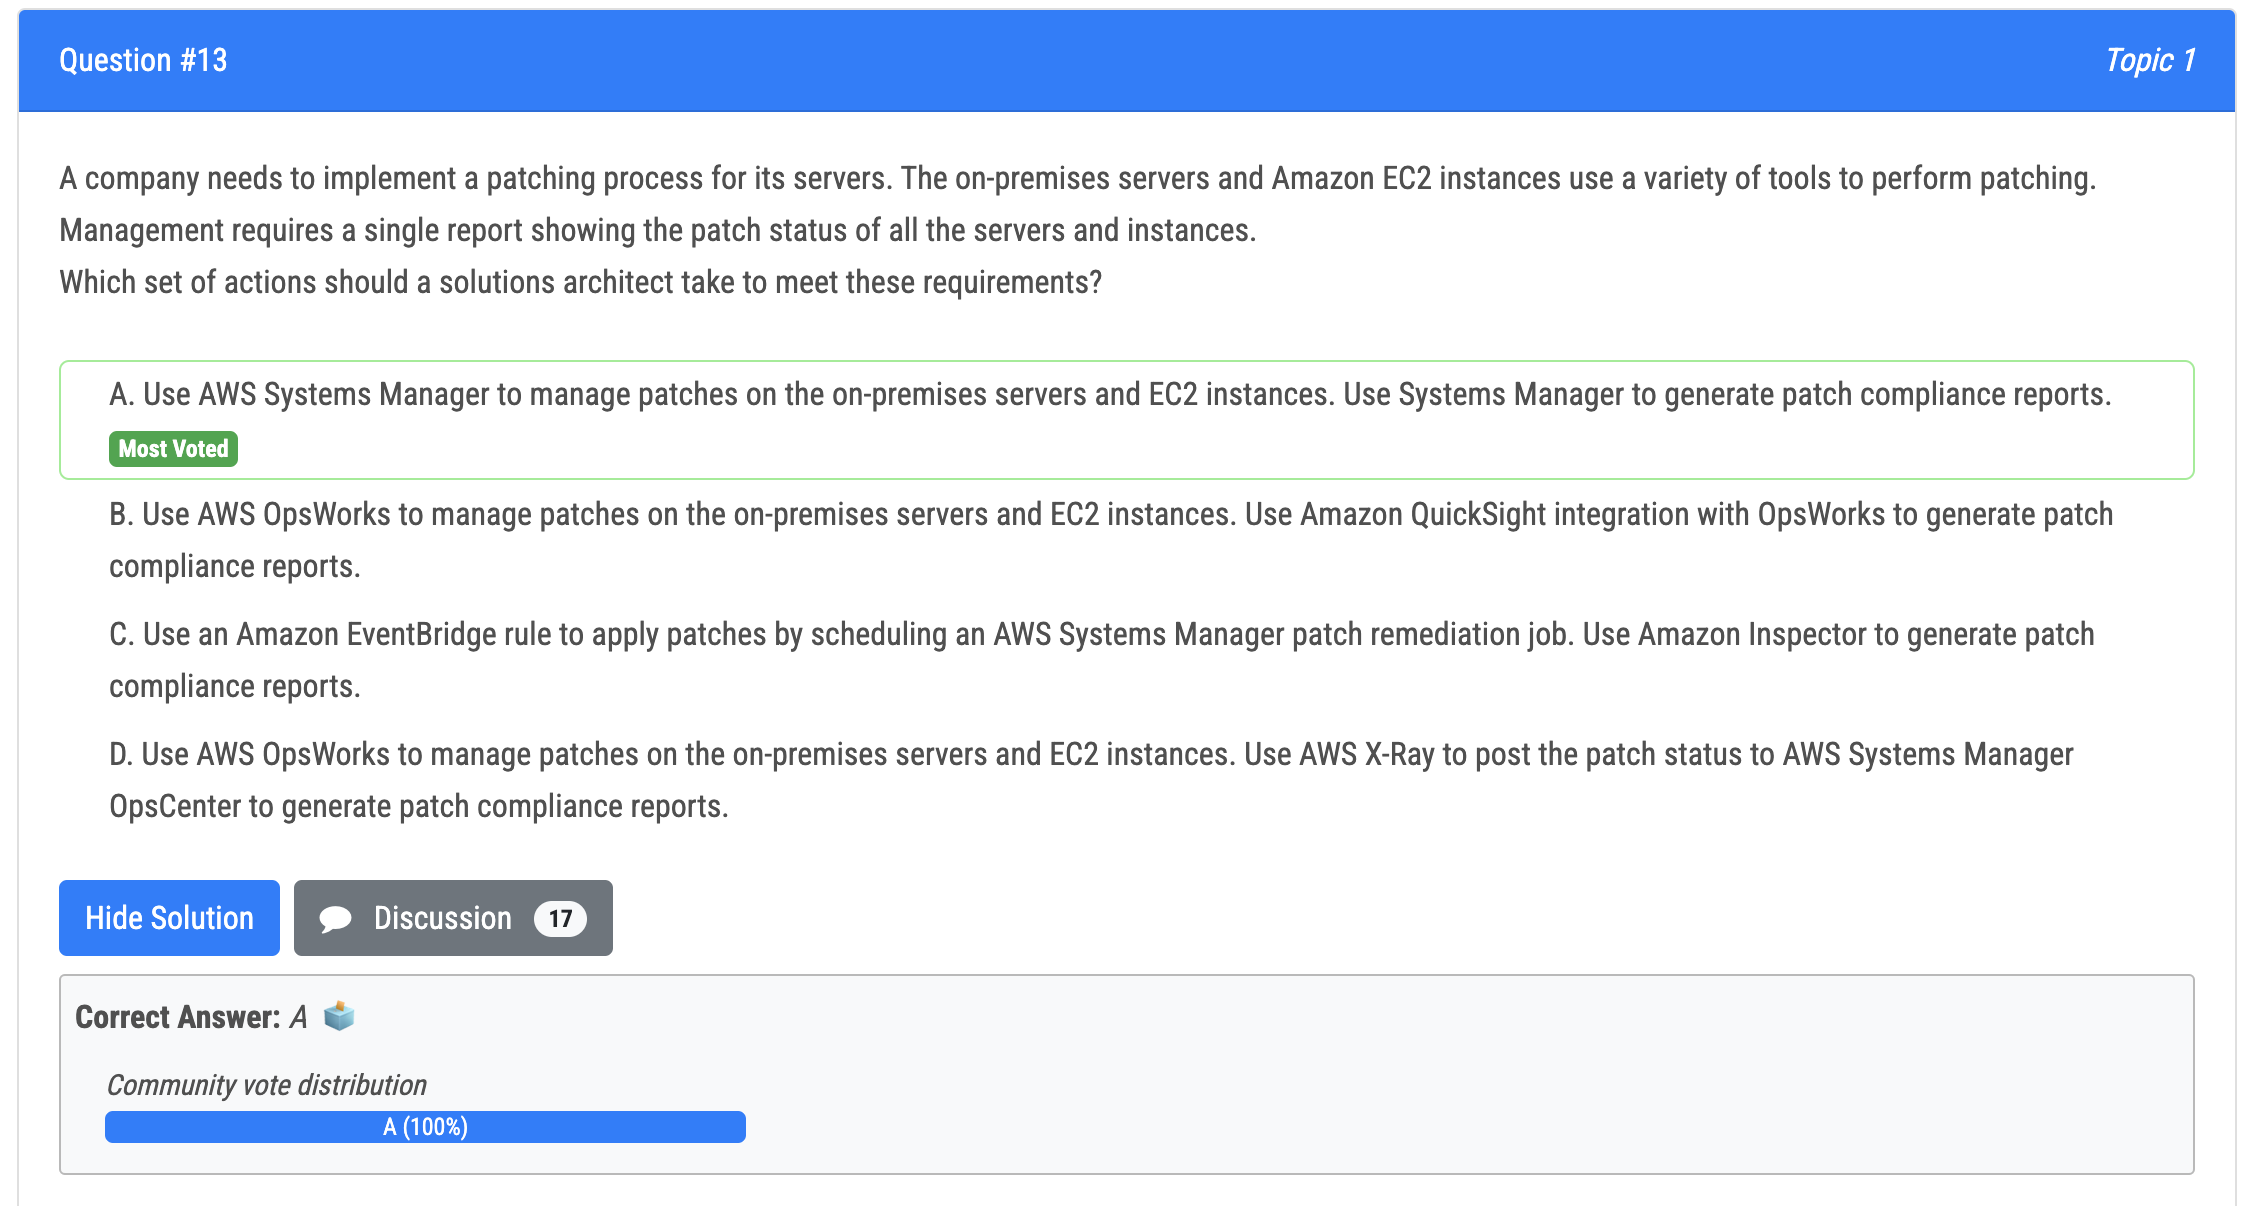 Question #13
Topic 1
A company needs to implement a patching process for its servers. The on-premises servers and Amazon EC2 instances use a variety of tools to perform patching.
Management requires a single report showing the patch status of all the servers and instances.
Which set of actions should a solutions architect take to meet these requirements?
A. Use AWS Systems Manager to manage patches on the on-premises servers and EC2 instances. Use Systems Manager to generate patch compliance reports.
Most Voted
B. Use AWS OpsWorks to manage patches on the on-premises servers and EC2 instances. Use Amazon QuickSight integration with OpsWorks to generate patch
compliance reports.
C. Use an Amazon EventBridge rule to apply patches by scheduling an AWS Systems Manager patch remediation job. Use Amazon Inspector to generate patch
compliance reports.
D. Use AWS OpsWorks to manage patches on the on-premises servers and EC2 instances. Use AWS X-Ray to post the patch status to AWS Systems Manager
OpsCenter to generate patch compliance reports.
Hide Solution
Discussion 17
Correct Answer: A
Community vote distribution
A (100%)